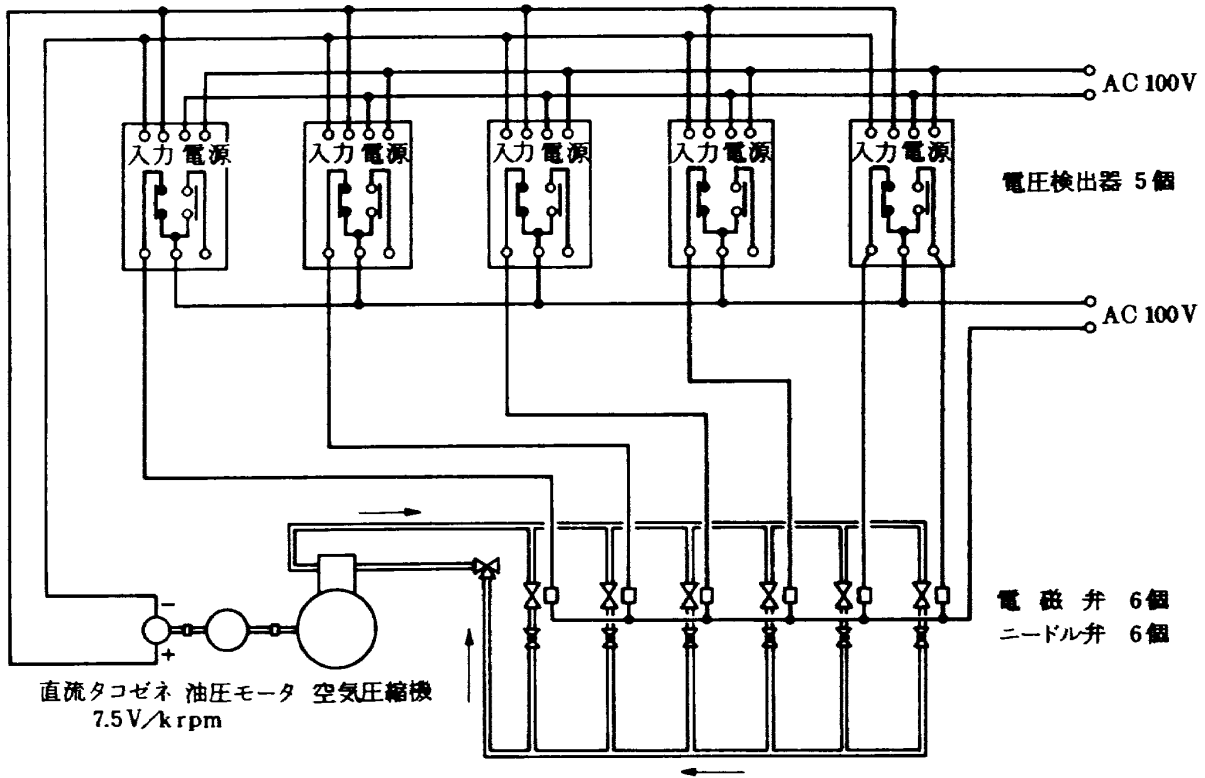 AC 100V
入力 電源
入力 電源
入力 電源
入力 電源
入力 電源
電圧検出器 5個
AC 100V
電磁弁 6個
ニードル弁 6個
−
+
直流タコゼネ 油圧モータ 空気圧縮機
7.5V/krpm